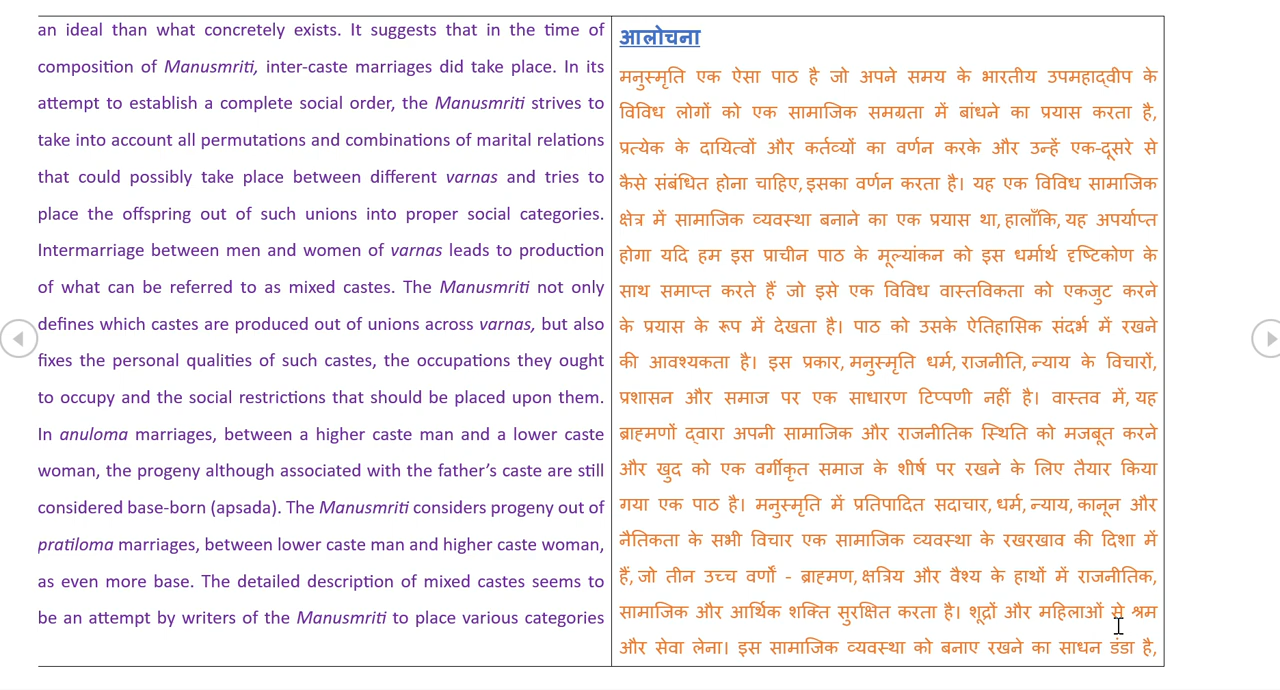 an ideal than what concretely exists. It suggests that in the time of
composition of Manusmriti, inter-caste marriages did take place. In its
attempt to establish a complete social order, the Manusmriti strives to
take into account all permutations and combinations of marital relations
that could possibly take place between different varnas and tries to
place the offspring out of such unions into proper social categories.
Intermarriage between men and women of varnas leads to production
of what can be referred to as mixed castes. The Manusmriti not only
defines which castes are produced out of unions across varnas, but also
fixes the personal qualities of such castes, the occupations they ought
to occupy and the social restrictions that should be placed upon them.
In anuloma marriages, between a higher caste man and a lower caste
woman, the progeny although associated with the father’s caste are still
considered base-born (apsada). The Manusmriti considers progeny out of
pratiloma marriages, between lower caste man and higher caste woman,
as even more base. The detailed description of mixed castes seems to
be an attempt by writers of the Manusmriti to place various categories
आलोचना
मनुस्मृति एक ऐसा पाठ है जो अपने समय के भारतीय उपमहाद्वीप के
विविध लोगों को एक सामाजिक समग्रता में बांधने का प्रयास करता है,
प्रत्येक के दायित्वों और कर्तव्यों का वर्णन करके और उन्हें एक-दूसरे से
कैसे संबंधित होना चाहिए, इसका वर्णन करता है। यह एक विविध सामाजिक
क्षेत्र में सामाजिक व्यवस्था बनाने का एक प्रयास था, हालाँकि, यह अपर्याप्त
होगा यदि हम इस प्राचीन पाठ के मूल्यांकन को इस धर्मार्थ दृष्टिकोण के
साथ समाप्त करते हैं जो इसे एक विविध वास्तविकता को एकजुट करने
के प्रयास के रूप में देखता है। पाठ को उसके ऐतिहासिक संदर्भ में रखने
की आवश्यकता है। इस प्रकार, मनुस्मृति धर्म, राजनीति, न्याय के विचारों,
प्रशासन और समाज पर एक साधारण टिप्पणी नहीं है। वास्तव में, यह
ब्राह्मणों द्वारा अपनी सामाजिक और राजनीतिक स्थिति को मजबूत करने
और खुद को एक वर्गीकृत समाज के शीर्ष पर रखने के लिए तैयार किया
गया एक पाठ है। मनुस्मृति में प्रतिपादित सदाचार, धर्म, न्याय, कानून और
नैतिकता के सभी विचार एक सामाजिक व्यवस्था के रखरखाव की दिशा में
हैं, जो तीन उच्च वर्णों - ब्राह्मण, क्षत्रिय और वैश्य के हाथों में राजनीतिक,
सामाजिक और आर्थिक शक्ति सुरक्षित करता है। शूद्रों और महिलाओं से श्रम
और सेवा लेना। इस सामाजिक व्यवस्था को बनाए रखने का साधन डंडा है,